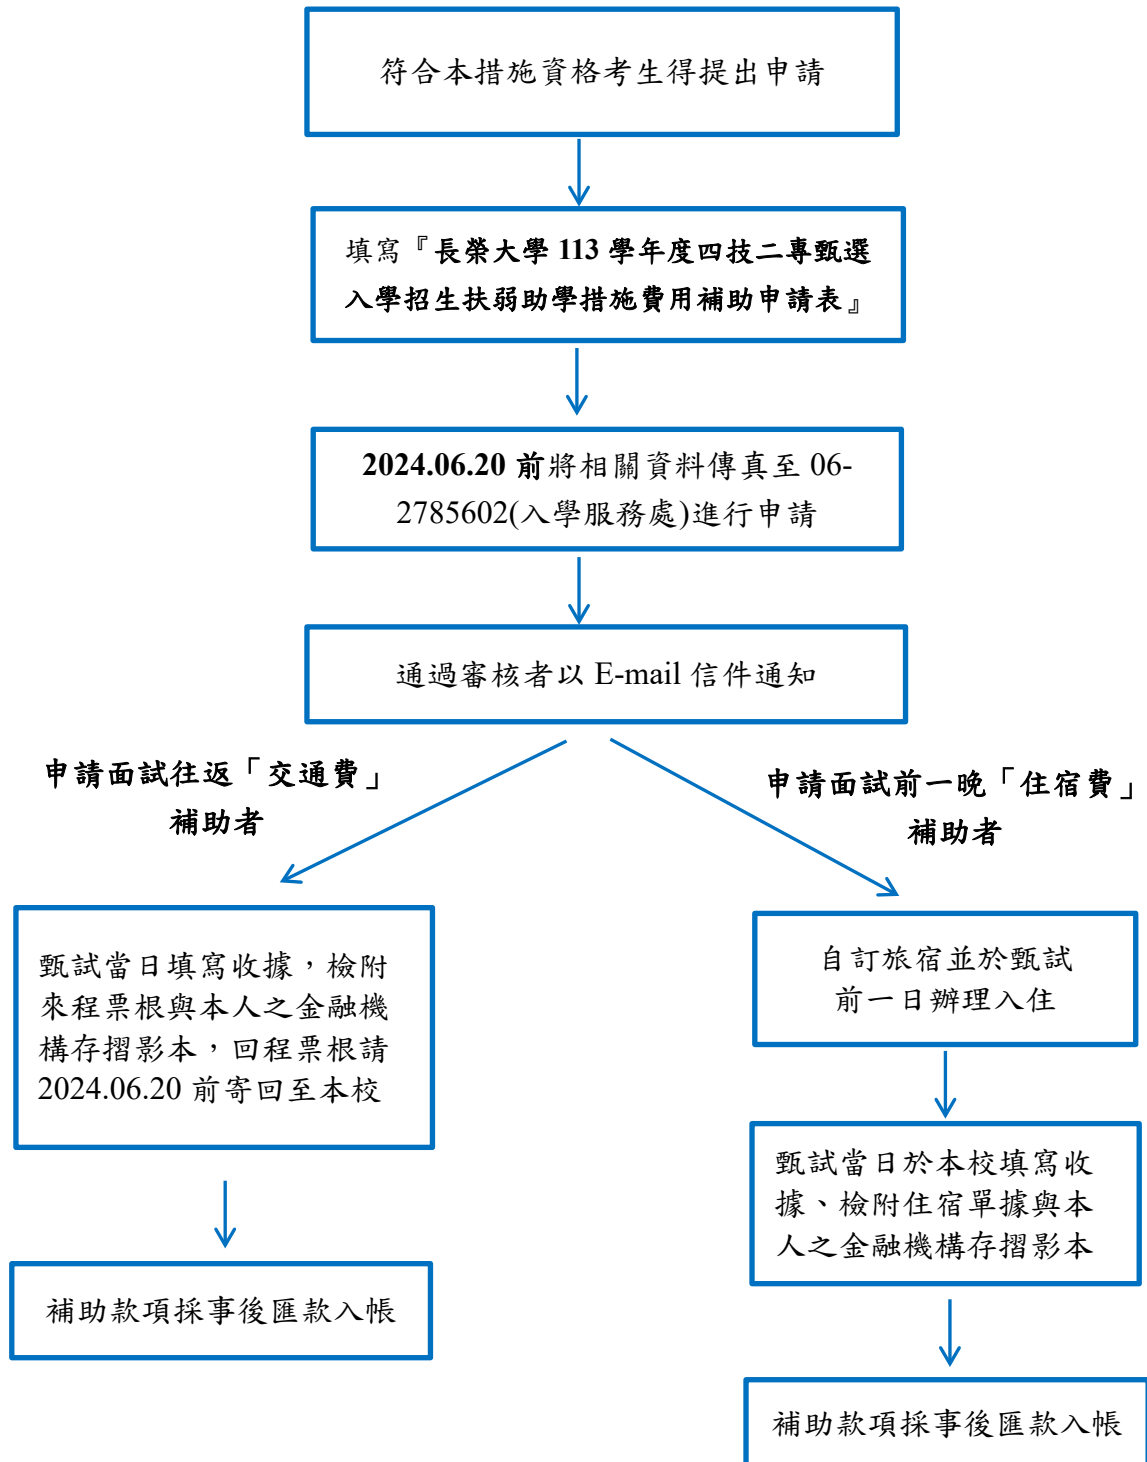 符合本措施資格考生得提出申請
填寫『長榮大學 113 學年度四技二專甄選
入學招生扶弱助學措施費用補助申請表』
2024.06.20 前將相關資料傳真至 06-
2785602(入學服務處)進行申請
通過審核者以 E-mail 信件通知
申請面試往返「交通費」
補助者
甄試當日填寫收據，檢附
來程票根與本人之金融機
構存摺影本，回程票根請
2024.06.20 前寄回至本校
補助款項採事後匯款入帳
申請面試前一晚「住宿費」
補助者
自訂旅宿並於甄試
前一日辦理入住
甄試當日於本校填寫收
據、檢附住宿單據與本
人之金融機構存摺影本
補助款項採事後匯款入帳